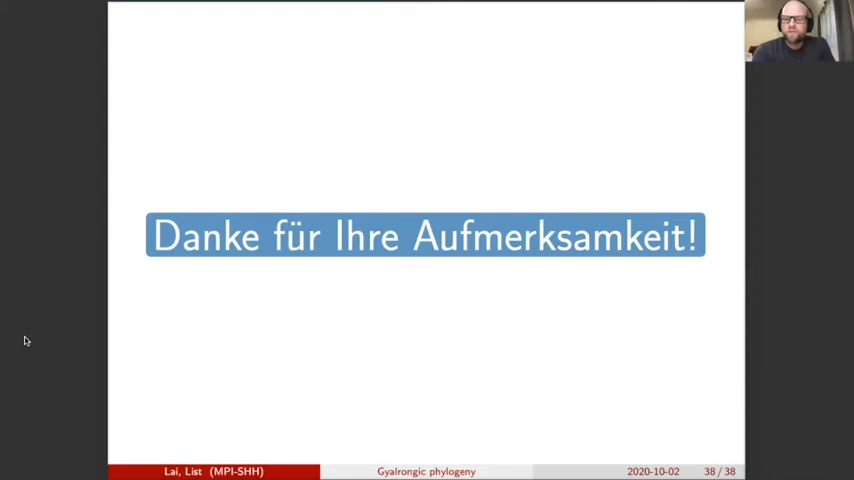 Danke für Ihre Aufmerksamkeit!
Lai, List (MPI-SHH) Gyalrongic phylogeny 2020-10-02 38 / 38